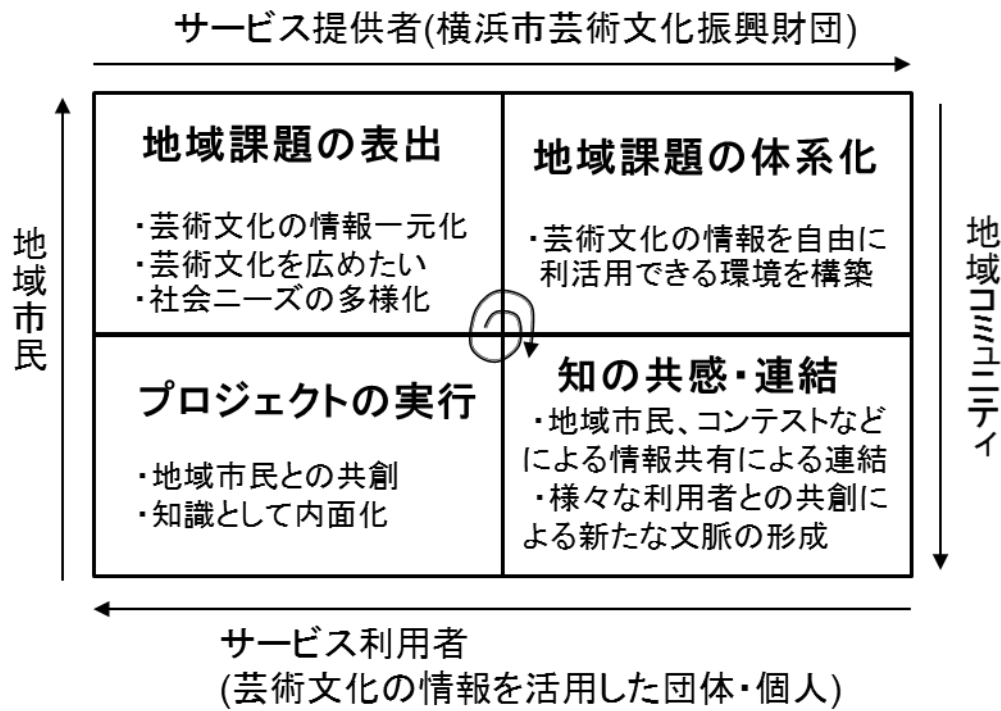 サービス提供者(横浜市芸術文化振興財団)
地域市民
地域課題の表出
・芸術文化の情報一元化
・芸術文化を広めたい
・社会ニーズの多様化
地域課題の体系化
・芸術文化の情報を自由に
利活用できる環境を構築
地域コミュニティ
プロジェクトの実行
・地域市民との共創
・知識として内面化
知の共感・連結
・地域市民、コンテストなど
による情報共有による連結
・様々な利用者との共創に
よる新たな文脈の形成
サービス利用者
(芸術文化の情報を活用した団体・個人)